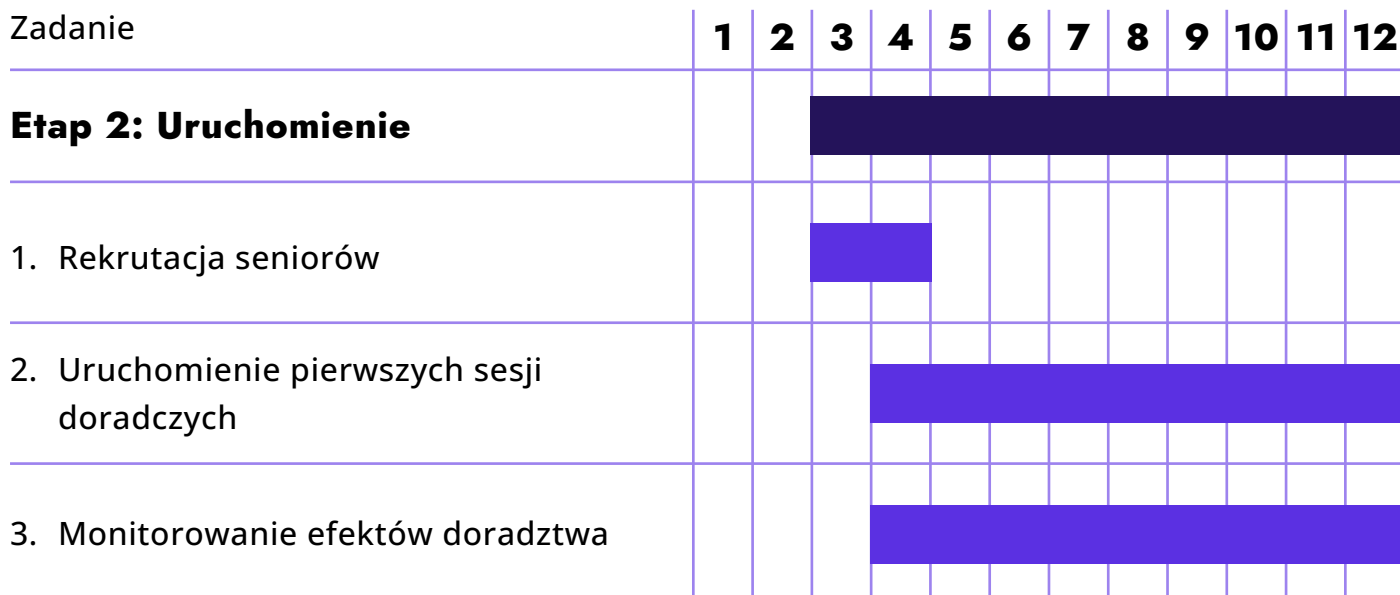 Zadanie 1 2 3 4 5 6 7 8 9 10 11 12
Etap 2: Uruchomienie
1. Rekrutacja seniorów
2. Uruchomienie pierwszych sesji
doradczych
3. Monitorowanie efektów doradztwa